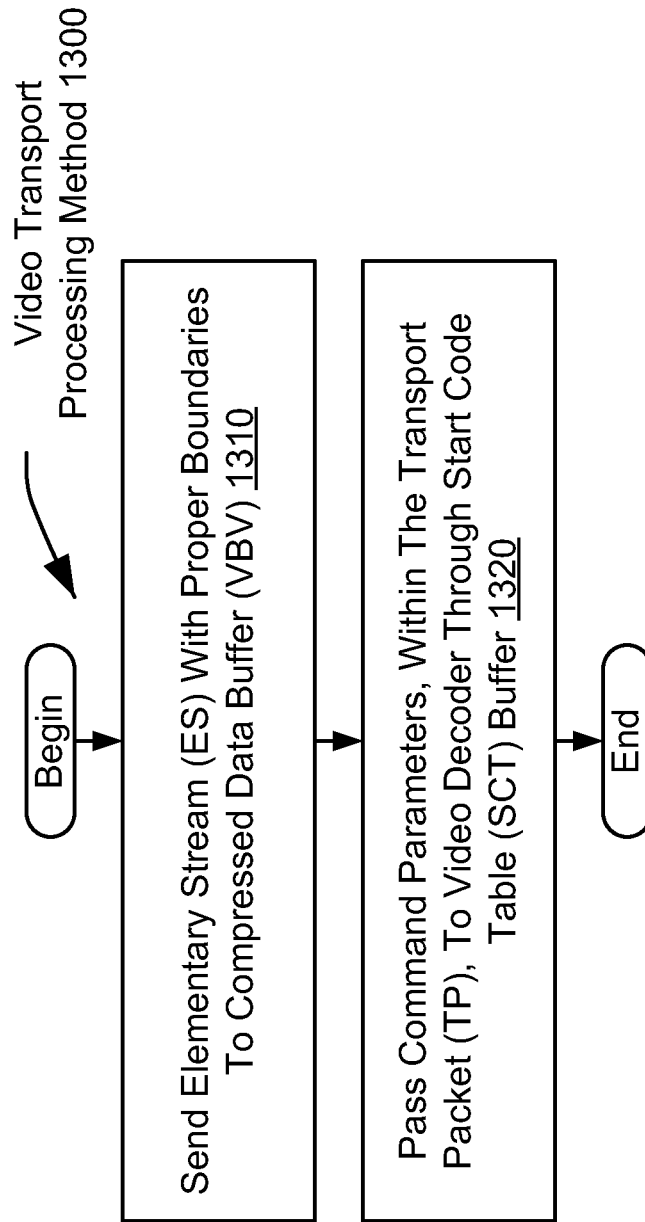 Video Transport
Processing Method 1300
Begin
Send Elementary Stream (ES) With Proper Boundaries
To Compressed Data Buffer (VBV) 1310
Pass Command Parameters, Within The Transport
Packet (TP), To Video Decoder Through Start Code
Table (SCT) Buffer 1320
End